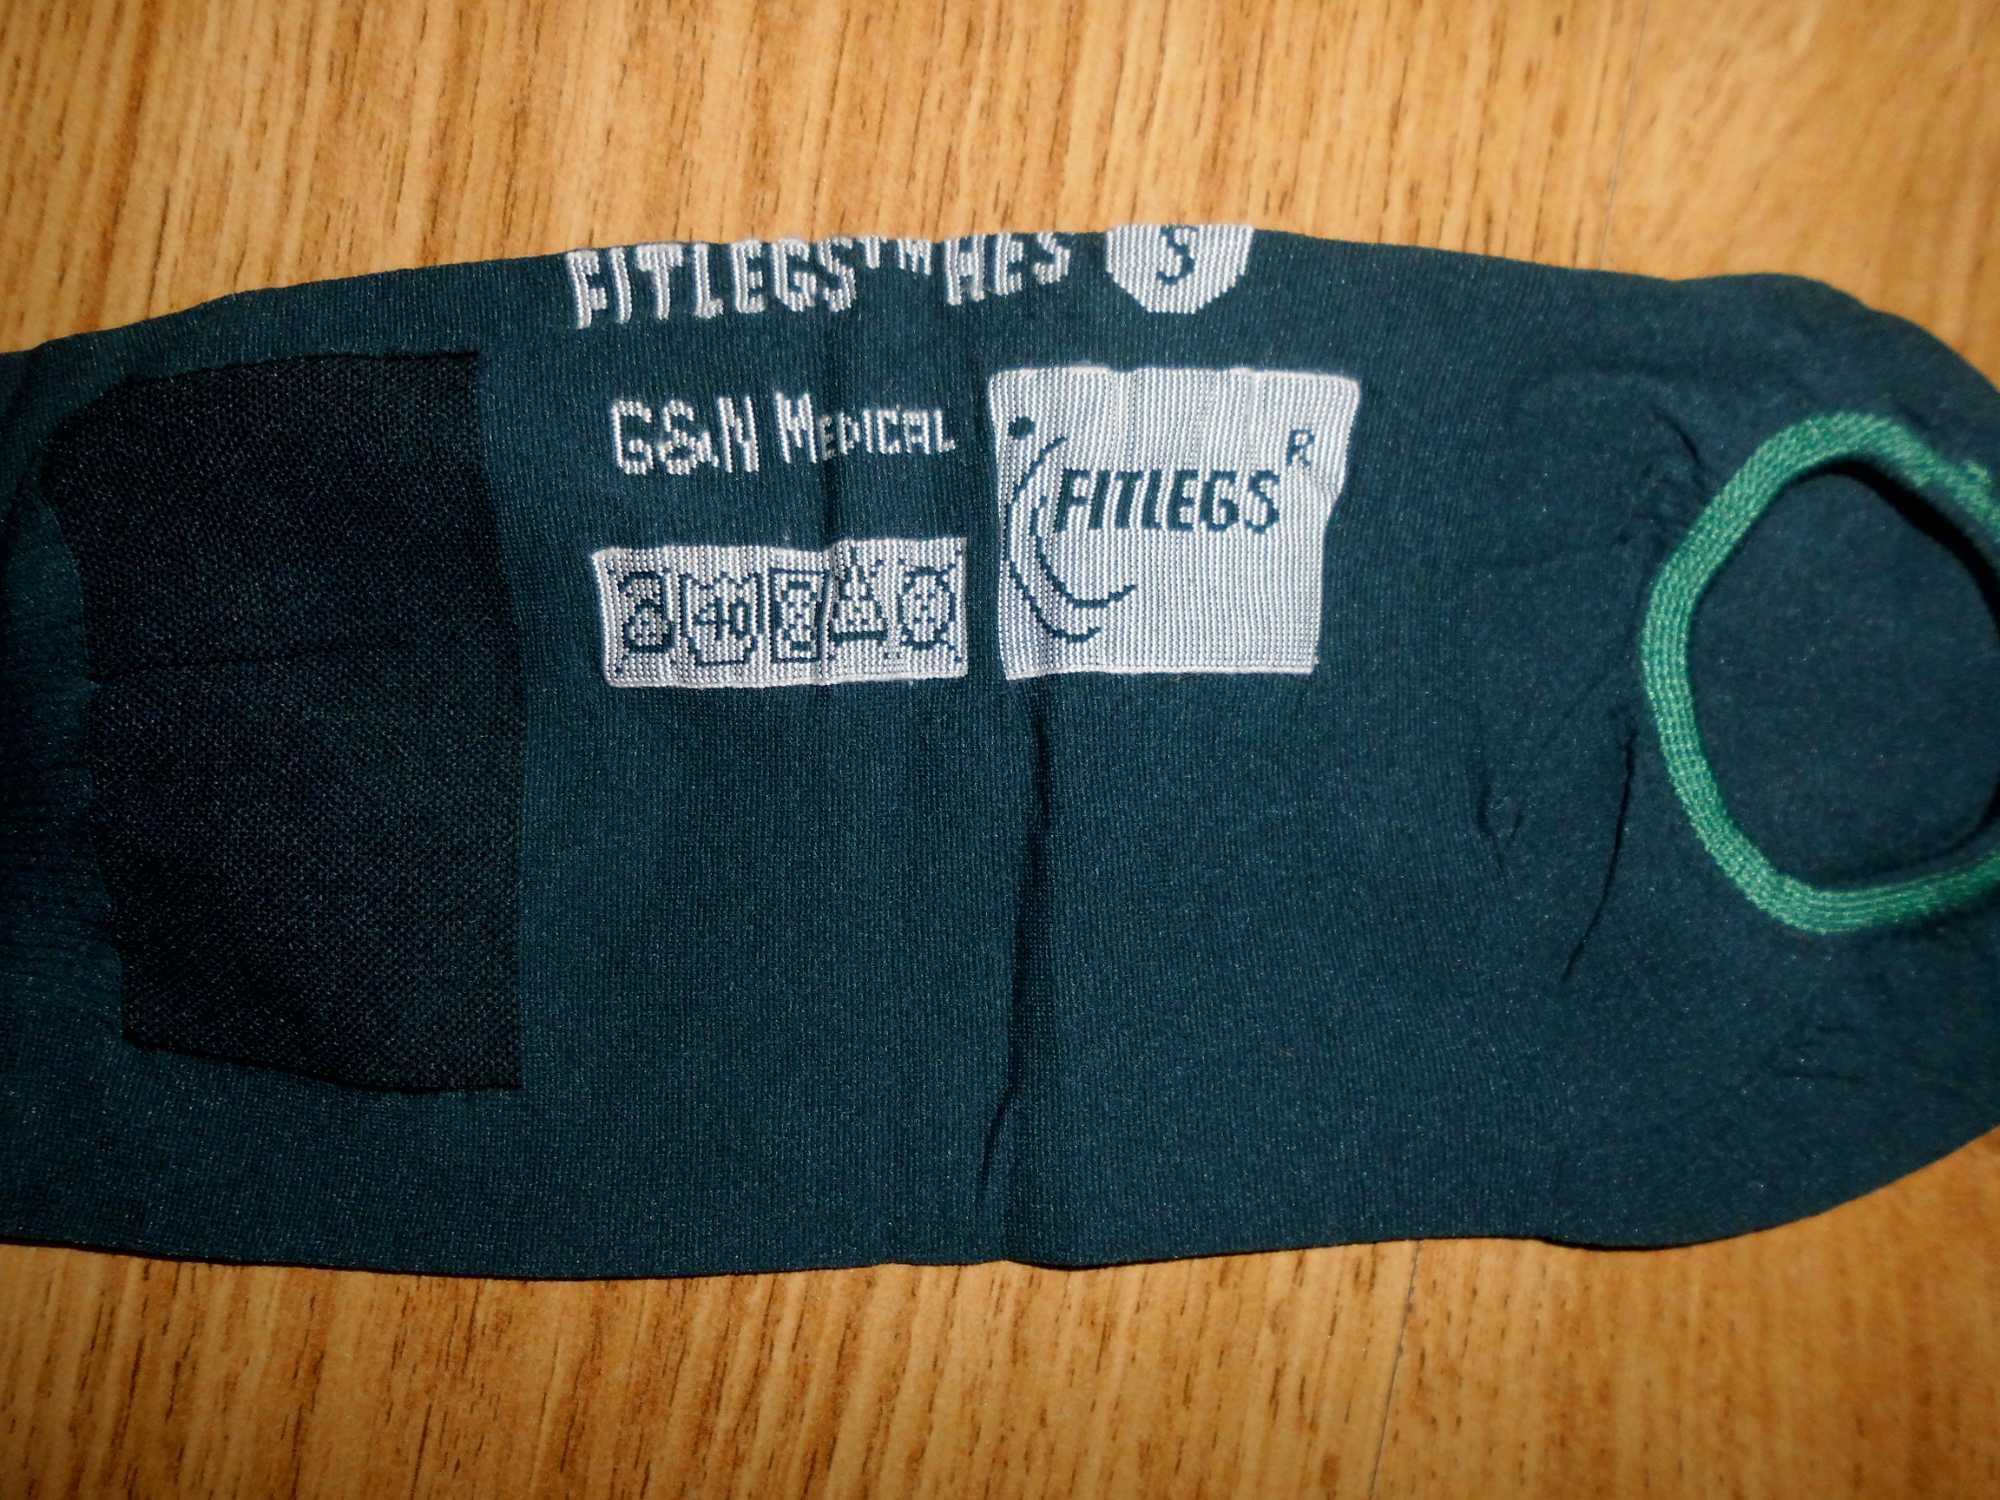 FITLEGS™ AES S
G&N MEDICAL
40
FITLEGS R